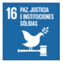 16 PAZ, JUSTICIA
E INSTITUCIONES
SÓLIDAS